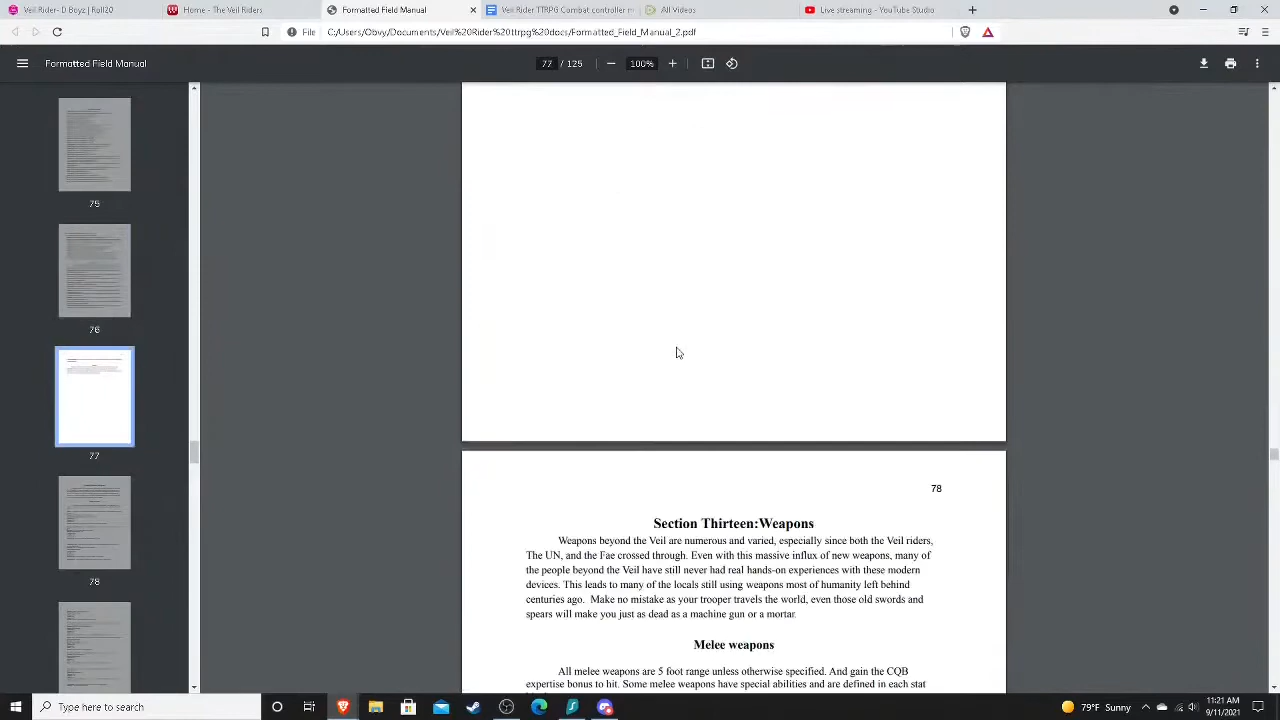 Veil Rider- D Boyz | Full20
Home - The Veil Riders
Formatted Field Manual
Veil Rider TTRPG Combat controller m
All Videos
Live streaming - YouTube Studio
File
C:/Users/Obvy/Documents/Veil%20Rider%20ttrpg%20docs/Formatted_Field_Manual_2.pdf
Formatted Field Manual
77 / 125
100%
75
76
77
78
78
Section Thirteen:Weapons
Weapons beyond the Veil are numerous and varied, especially since both the Veil riders,
The UN, and the Fae crossed through. Even with this massive influx of new weapons, many of
the people beyond the Veil have still never had real hands-on experiences with these modern
devices. This leads to many of the locals still using weapons most of humanity left behind
centuries ago. Make no mistake as your trooper travels the world, even those old swords and
spears will make you just as dead as a machine gun or a mortar.
Melee weapons
All melee weapons are 5 foot range unless otherwise specified. And gain the CQB
expertise bonus to hit. Some melee weapons have special abilities and are defined in each stat
Type here to search
79°F Sunny
11:21 AM
9/11/2021